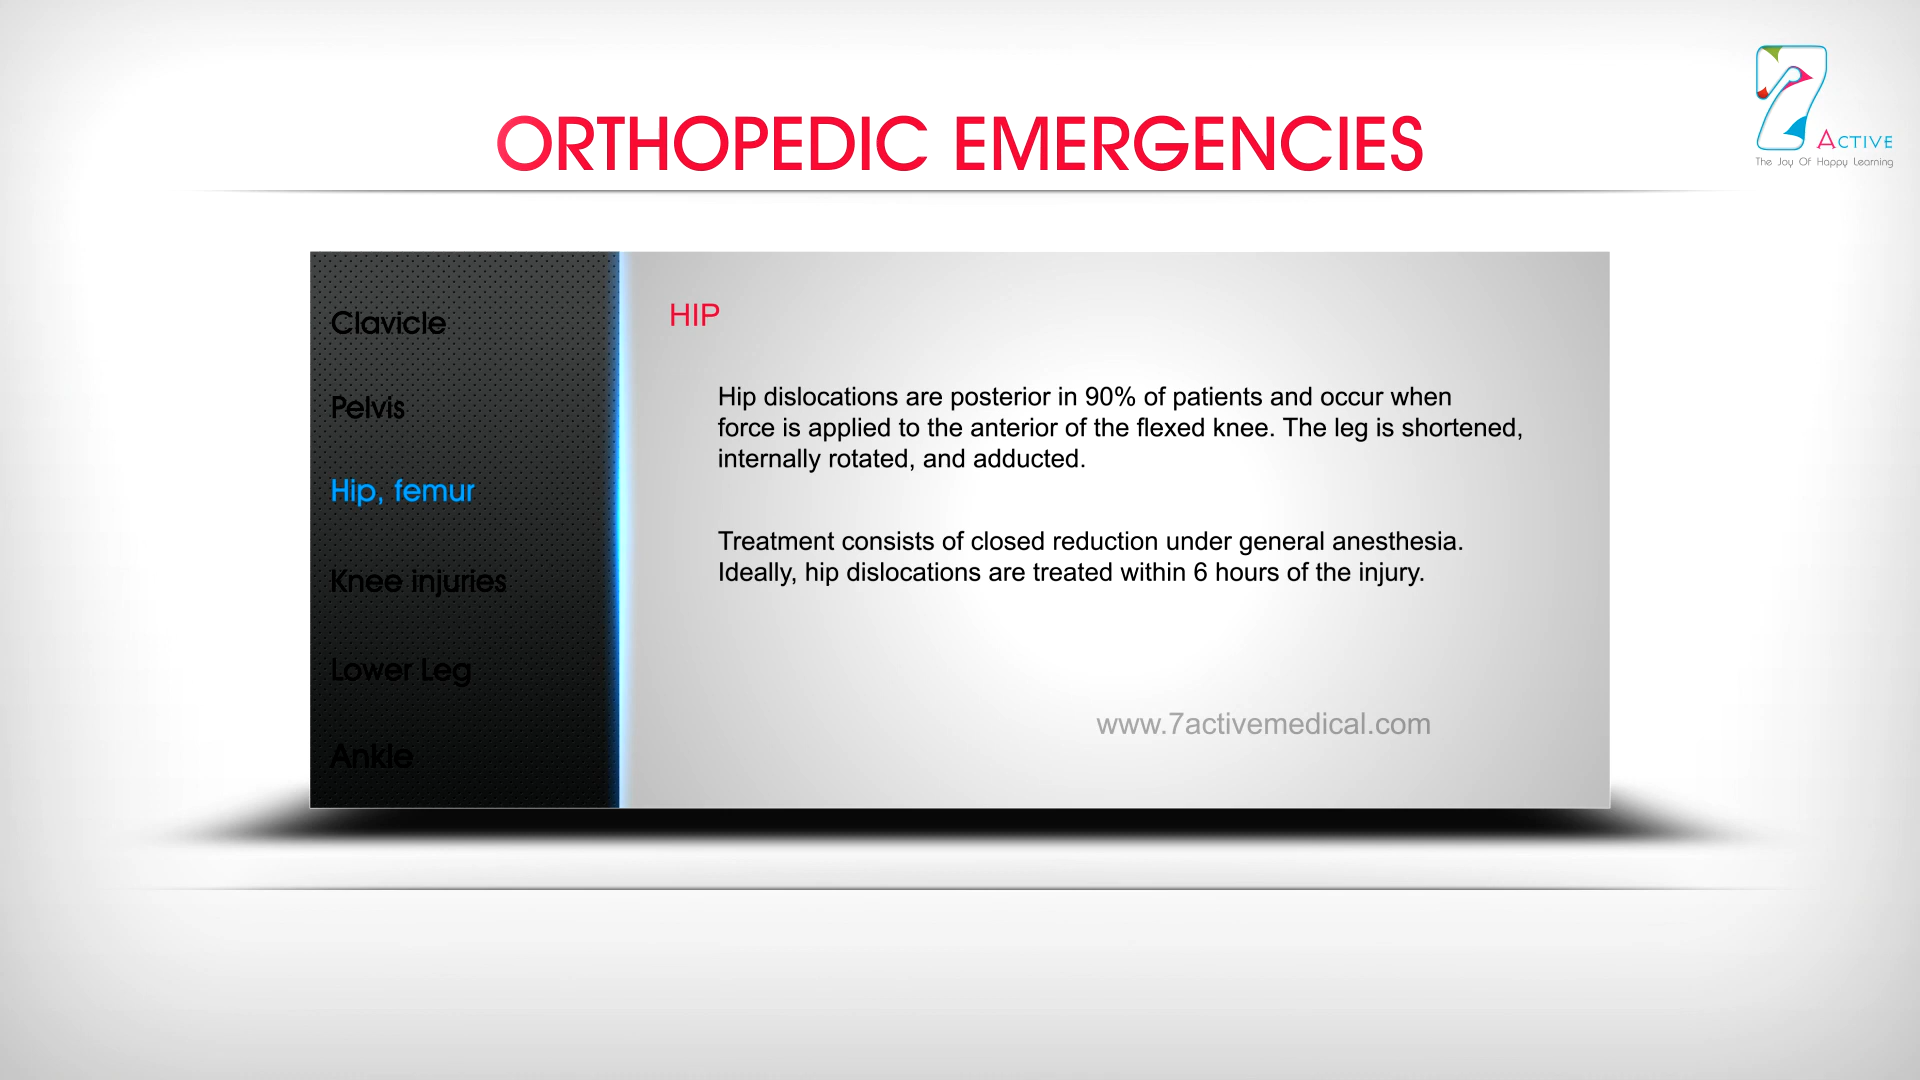 ORTHOPEDIC EMERGENCIES
7
ACTIVE
The Joy Of Happy Learning
Clavicle
Pelvis
Hip, femur
Knee injuries
Lower Leg
Ankle
HIP
Hip dislocations are posterior in 90% of patients and occur when
force is applied to the anterior of the flexed knee. The leg is shortened,
internally rotated, and adducted.
Treatment consists of closed reduction under general anesthesia.
Ideally, hip dislocations are treated within 6 hours of the injury.
www.7activemedical.com